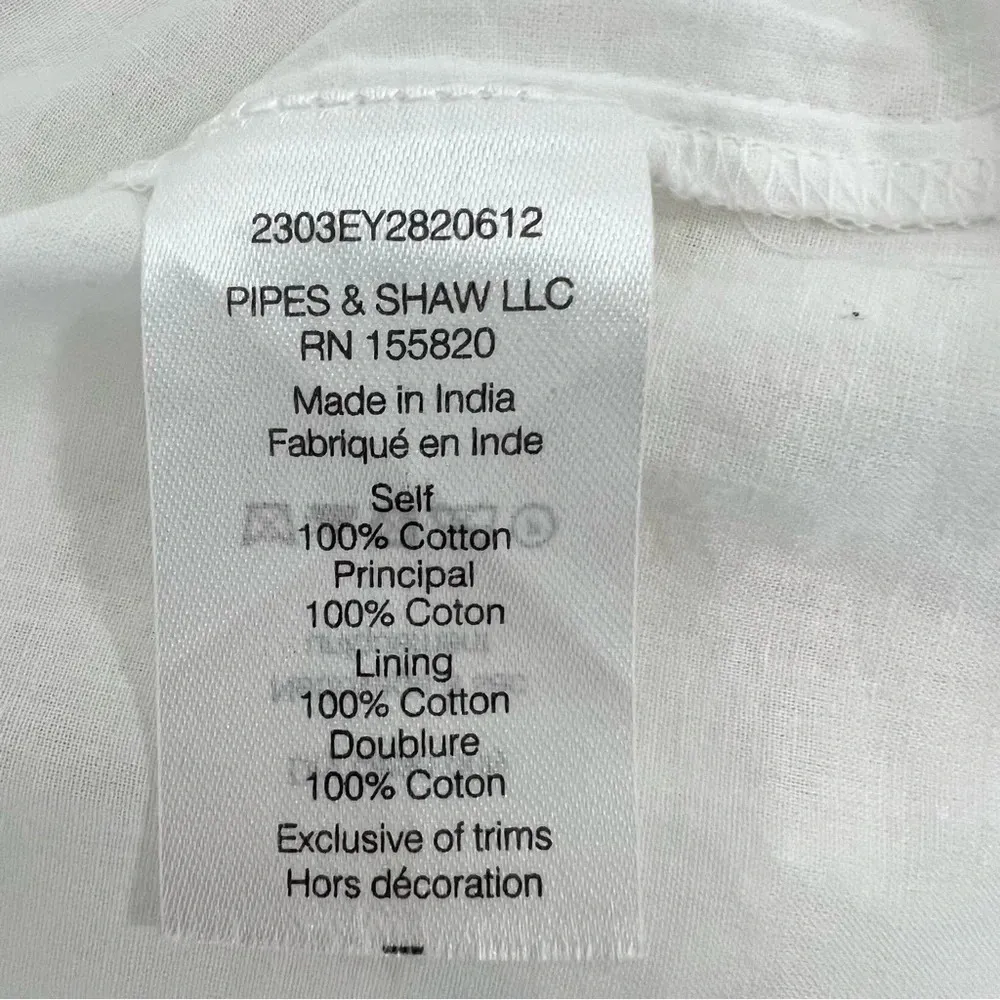 2303EY2820612
PIPES & SHAW LLC
RN 155820
Made in India
Fabriqué en Inde
Self
100% Cotton
Principal
100% Coton
Lining
100% Cotton
Doublure
100% Coton
Exclusive of trims
Hors décoration